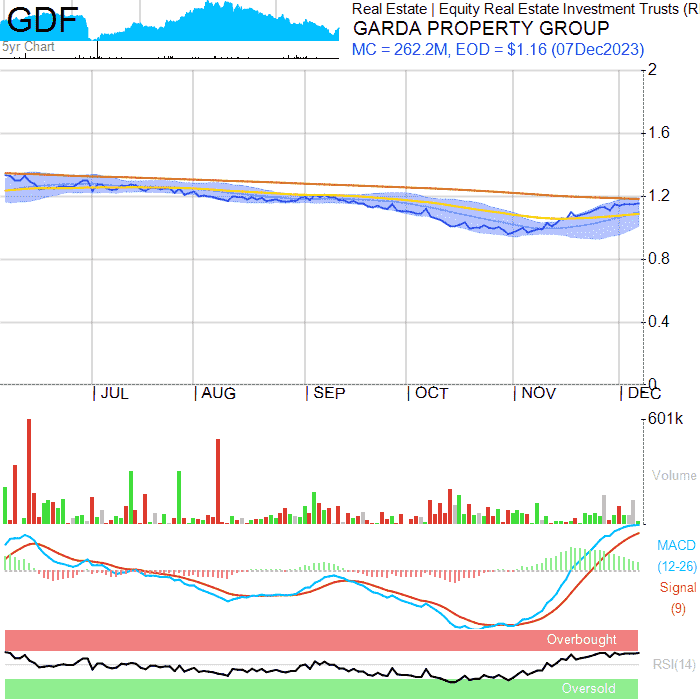 GDF
5yr Chart
Real Estate | Equity Real Estate Investment Trusts (R
GARDA PROPERTY GROUP
MC = 262.2M, EOD = $1.16 (07Dec2023)
2
1.6
1.2
0.8
0.4
0
| JUL | AUG | SEP | OCT | NOV | DEC
601k
Volume
MACD
(12-26)
Signal
(9)
Overbought
RSI(14)
Oversold